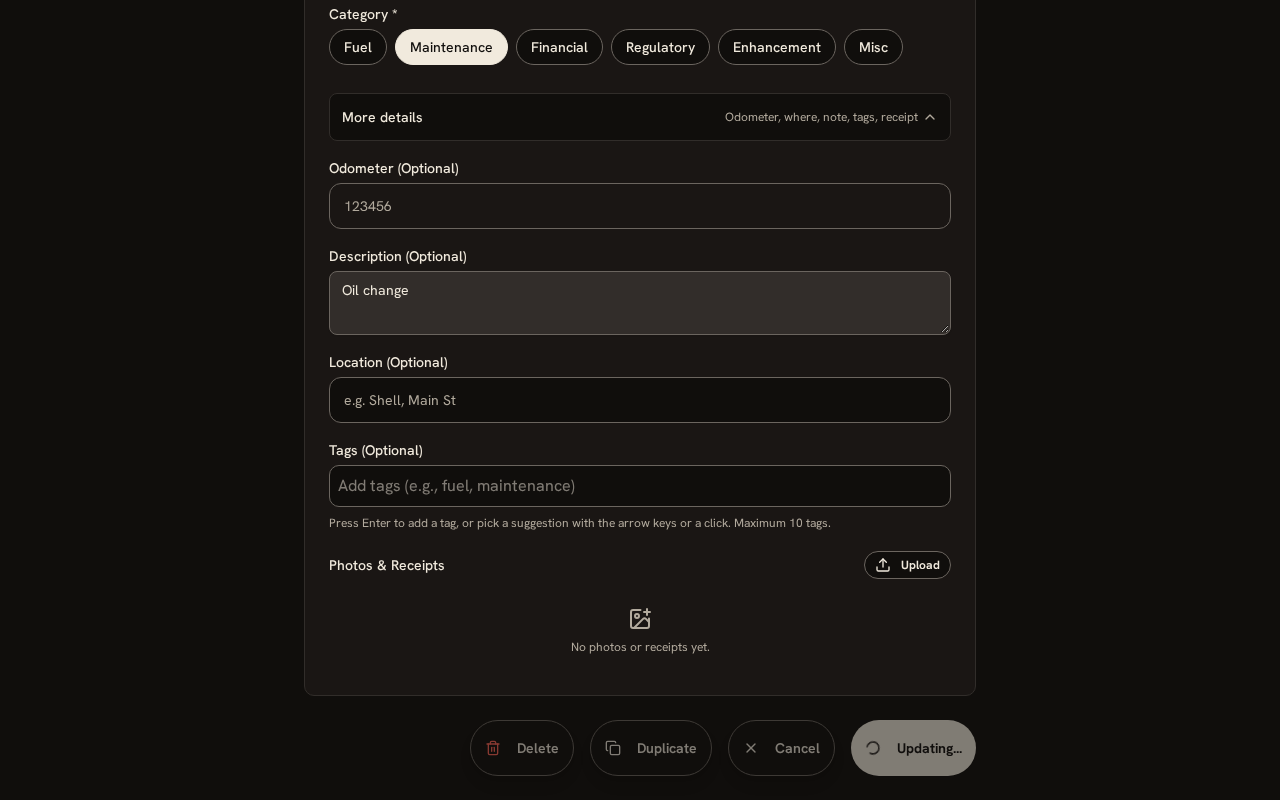 Category *
Fuel
Maintenance
Financial
Regulatory
Enhancement
Misc
More details
Odometer, where, note, tags, receipt
Odometer (Optional)
123456
Description (Optional)
Oil change
Location (Optional)
e.g. Shell, Main St
Tags (Optional)
Add tags (e.g., fuel, maintenance)
Press Enter to add a tag, or pick a suggestion with the arrow keys or a click. Maximum 10 tags.
Photos & Receipts
Upload
No photos or receipts yet.
Delete
Duplicate
Cancel
Updating...